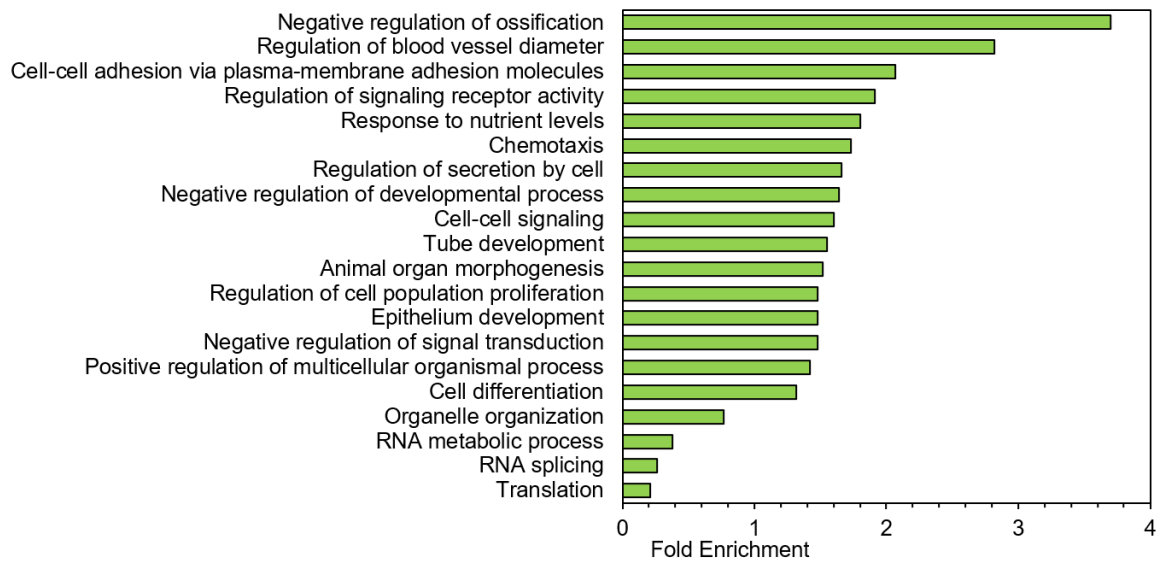 Negative regulation of ossification
Regulation of blood vessel diameter
Cell-cell adhesion via plasma-membrane adhesion molecules
Regulation of signaling receptor activity
Response to nutrient levels
Chemotaxis
Regulation of secretion by cell
Negative regulation of developmental process
Cell-cell signaling
Tube development
Animal organ morphogenesis
Regulation of cell population proliferation
Epithelium development
Negative regulation of signal transduction
Positive regulation of multicellular organismal process
Cell differentiation
Organelle organization
RNA metabolic process
RNA splicing
Translation
0 1 2 3 4
Fold Enrichment